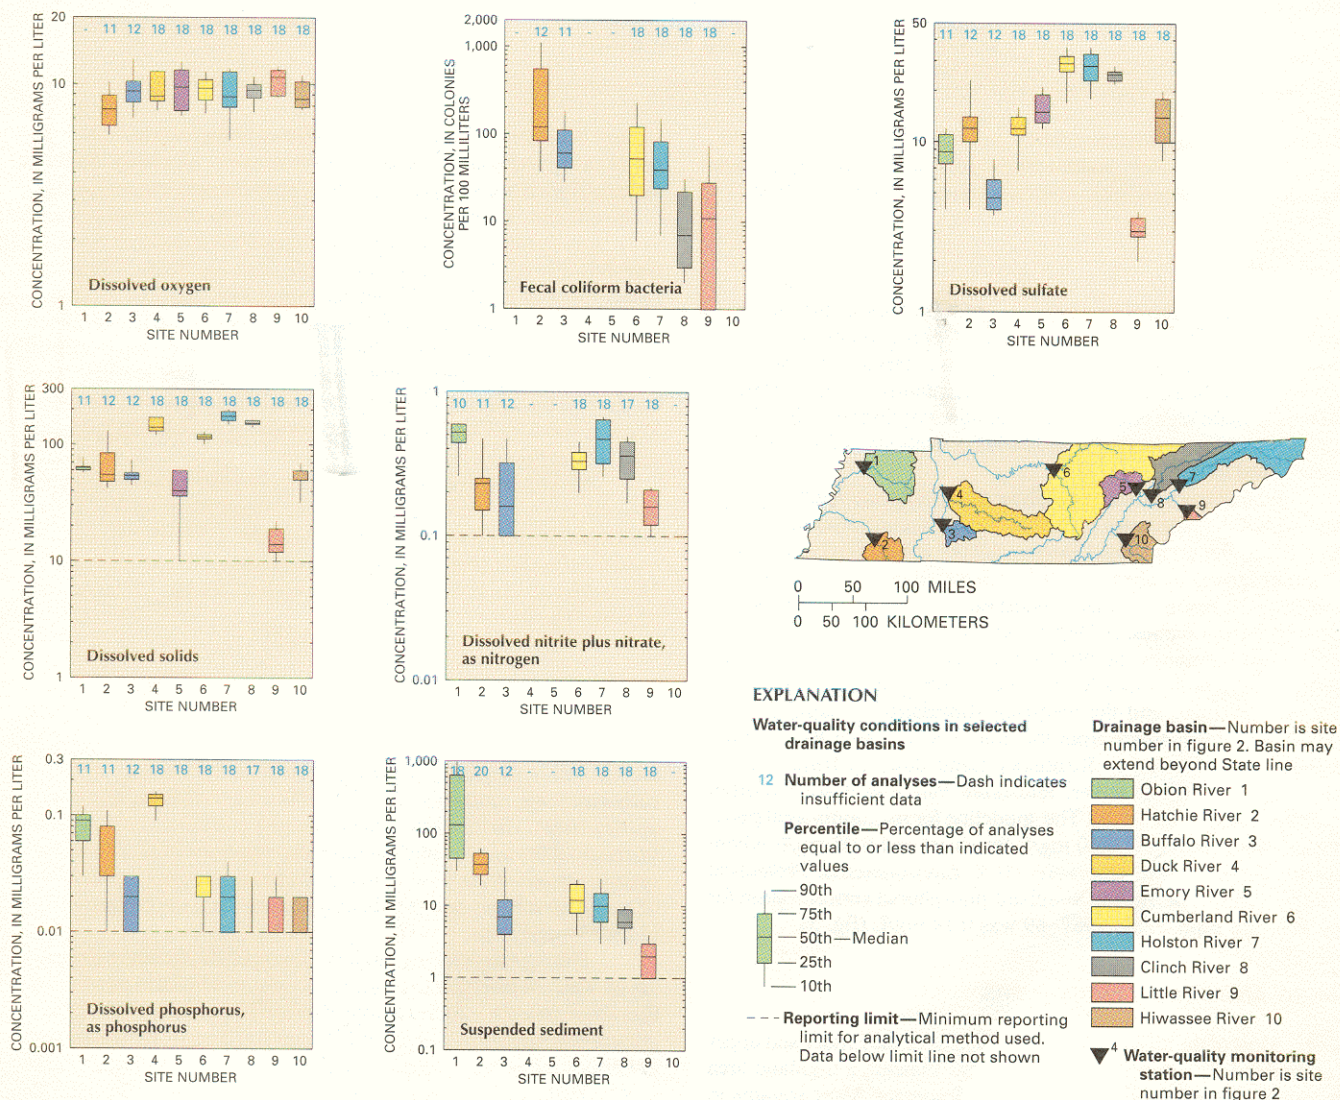 CONCENTRATION, IN MILLIGRAMS PER LITER
20
10
1
- 11 12 18 18 18 18 18 18 18
Dissolved oxygen
1 2 3 4 5 6 7 8 9 10
SITE NUMBER
CONCENTRATION, IN COLONIES
PER 100 MILLILITERS
2,000
1,000
100
10
1
- 12 11 - - 18 18 18 18 -
Fecal coliform bacteria
1 2 3 4 5 6 7 8 9 10
SITE NUMBER
CONCENTRATION, IN MILLIGRAMS PER LITER
50
10
1
11 12 12 18 18 18 18 18 18 18
Dissolved sulfate
1 2 3 4 5 6 7 8 9 10
SITE NUMBER
CONCENTRATION, IN MILLIGRAMS PER LITER
300
100
10
1
11 12 12 18 18 18 18 18 18 18
Dissolved solids
1 2 3 4 5 6 7 8 9 10
SITE NUMBER
CONCENTRATION, IN MILLIGRAMS PER LITER
1
0.1
0.01
10 11 12 - - 18 18 17 18 -
Dissolved nitrite plus nitrate,
as nitrogen
1 2 3 4 5 6 7 8 9 10
SITE NUMBER
1
2
3
4
5
6
7
8
9
10
0 50 100 MILES
0 50 100 KILOMETERS
CONCENTRATION, IN MILLIGRAMS PER LITER
0.3
0.1
0.01
0.001
11 11 12 18 18 18 18 17 18 18
Dissolved phosphorus,
as phosphorus
1 2 3 4 5 6 7 8 9 10
SITE NUMBER
CONCENTRATION, IN MILLIGRAMS PER LITER
1,000
100
10
1
0.1
18 20 12 - - 18 18 18 18 -
Suspended sediment
1 2 3 4 5 6 7 8 9 10
SITE NUMBER
EXPLANATION
Water-quality conditions in selected
drainage basins
12 Number of analyses—Dash indicates
insufficient data
Percentile—Percentage of analyses
equal to or less than indicated
values
90th
75th
50th—Median
25th
10th
Reporting limit—Minimum reporting
limit for analytical method used.
Data below limit line not shown
Drainage basin—Number is site
number in figure 2. Basin may
extend beyond State line
Obion River 1
Hatchie River 2
Buffalo River 3
Duck River 4
Emory River 5
Cumberland River 6
Holston River 7
Clinch River 8
Little River 9
Hiwassee River 10
4 Water-quality monitoring
station—Number is site
number in figure 2